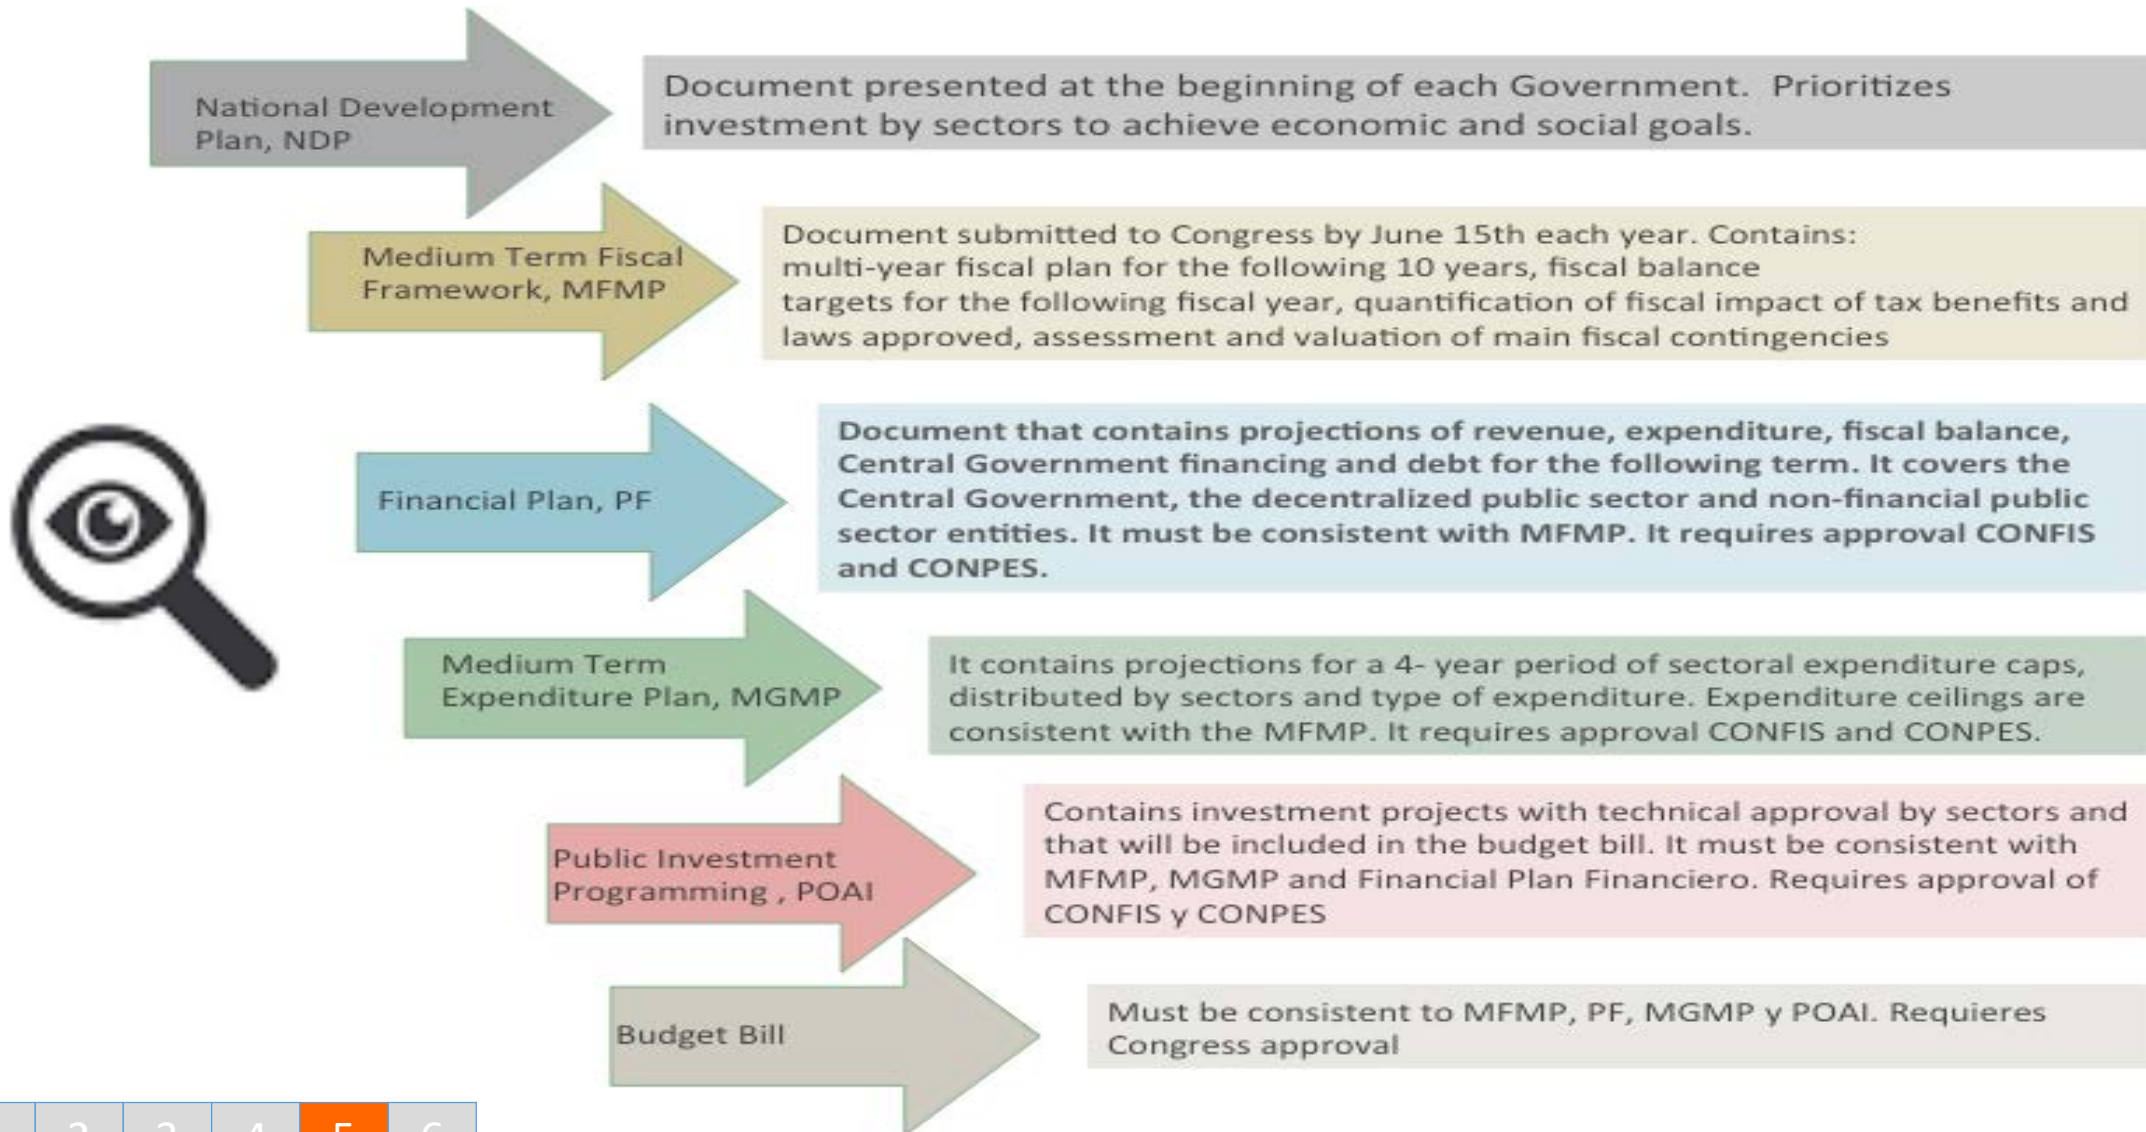 National Development
Plan, NDP
Document presented at the beginning of each Government. Prioritizes
investment by sectors to achieve economic and social goals.
Medium Term Fiscal
Framework, MFMP
Document submitted to Congress by June 15th each year. Contains:
multi-year fiscal plan for the following 10 years, fiscal balance
targets for the following fiscal year, quantification of fiscal impact of tax benefits and
laws approved, assessment and valuation of main fiscal contingencies
Financial Plan, PF
Document that contains projections of revenue, expenditure, fiscal balance,
Central Government financing and debt for the following term. It covers the
Central Government, the decentralized public sector and non-financial public
sector entities. It must be consistent with MFMP. It requires approval CONFIS
and CONPES.
Medium Term
Expenditure Plan, MGMP
It contains projections for a 4- year period of sectoral expenditure caps,
distributed by sectors and type of expenditure. Expenditure ceilings are
consistent with the MFMP. It requires approval CONFIS and CONPES.
Public Investment
Programming , POAI
Contains investment projects with technical approval by sectors and
that will be included in the budget bill. It must be consistent with
MFMP, MGMP and Financial Plan Financiero. Requires approval of
CONFIS y CONPES
Budget Bill
Must be consistent to MFMP, PF, MGMP y POAI. Requieres
Congress approval
2 3 4 5 6